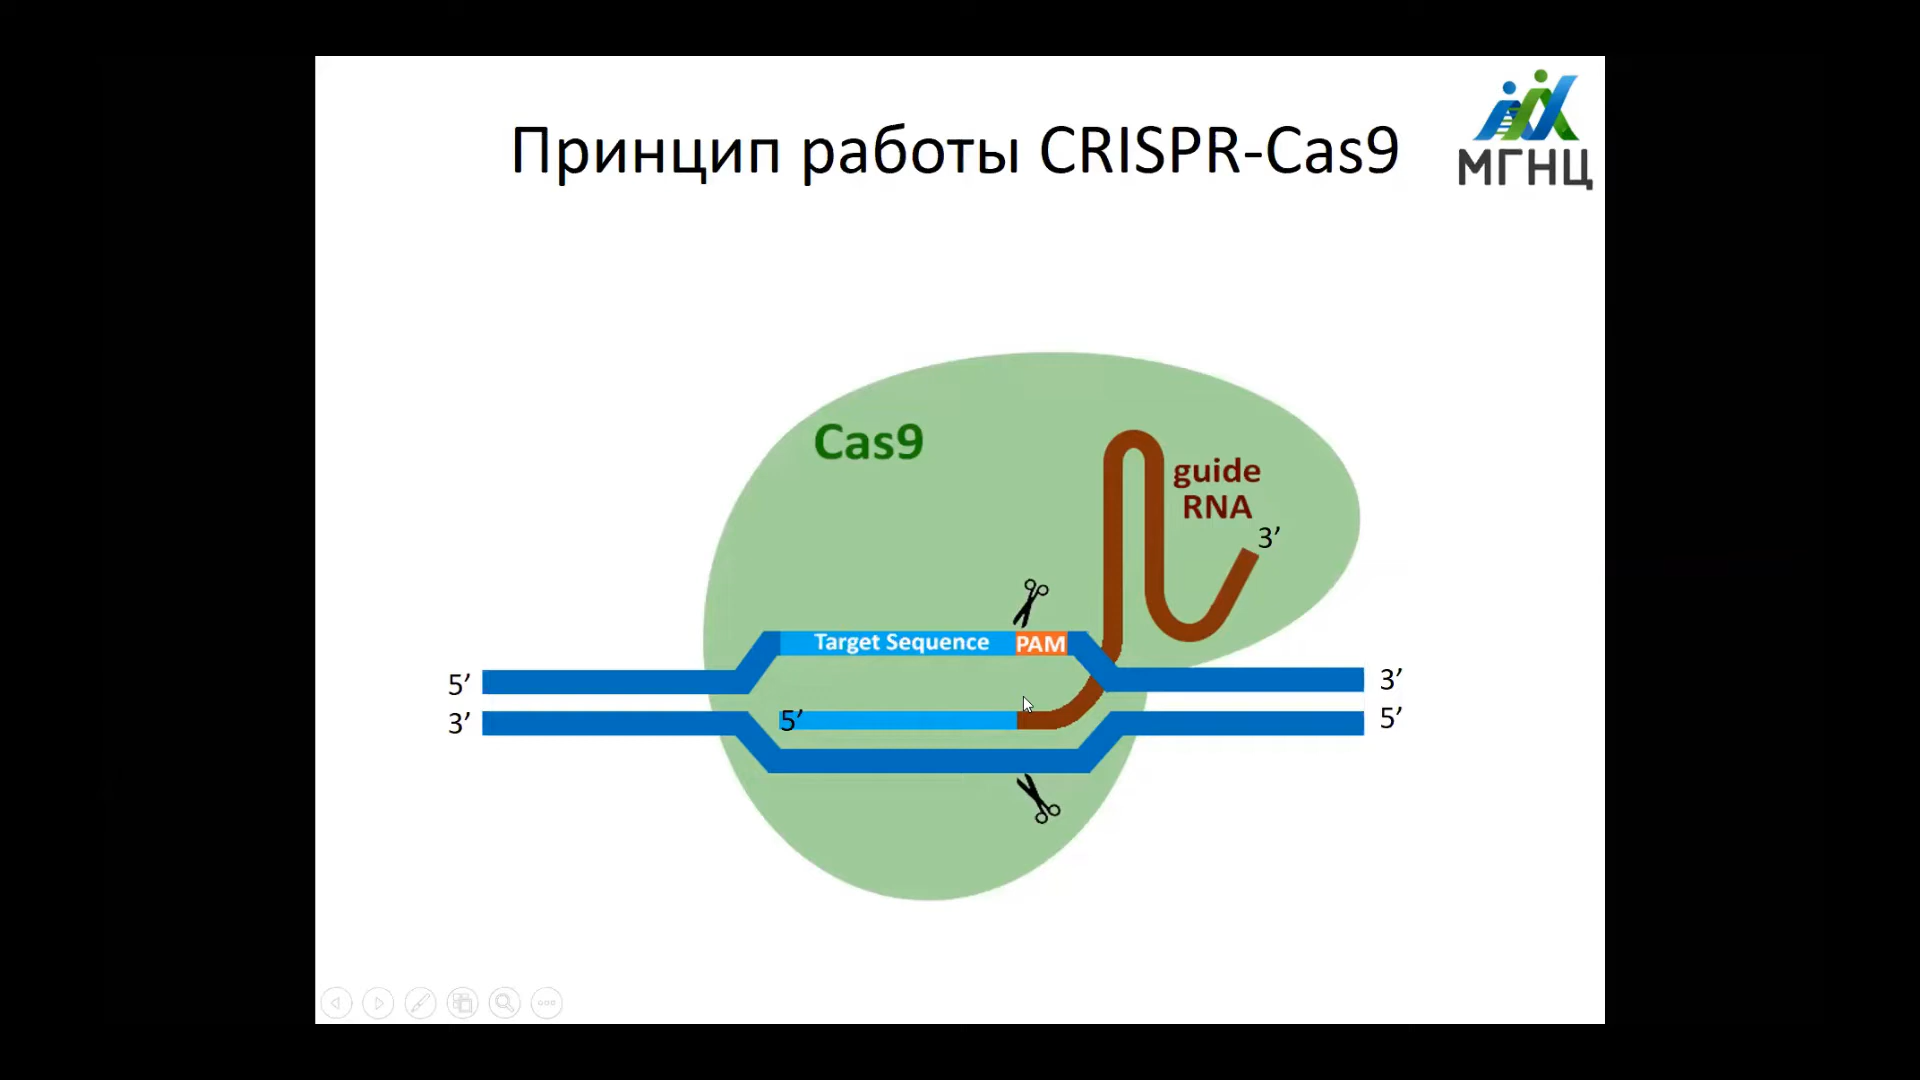 Принцип работы CRISPR-Cas9
МГНЦ
Cas9
guide
RNA
3’
Target Sequence
PAM
5’
3’
3’
5’
5’